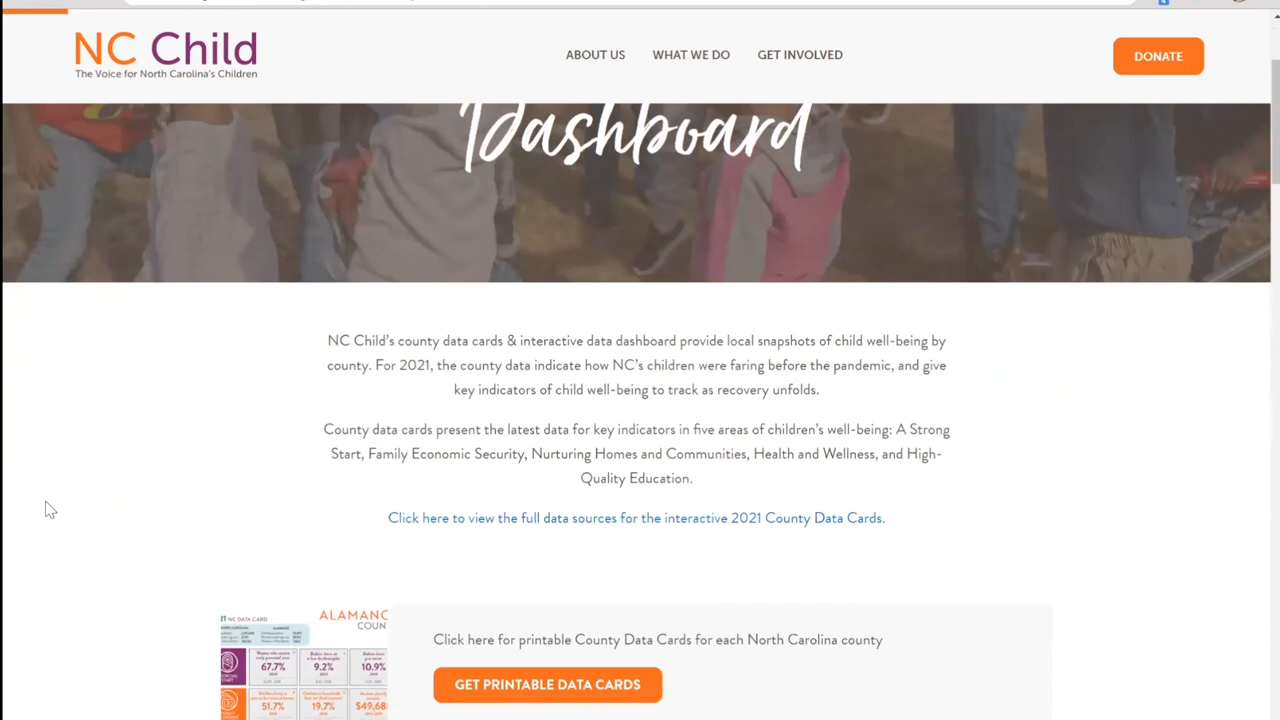 NC Child
The Voice for North Carolina's Children
ABOUT US
WHAT WE DO
GET INVOLVED
DONATE
Dashboard
NC Child's county data cards & interactive data dashboard provide local snapshots of child well-being by
county. For 2021, the county data indicate how NC's children were faring before the pandemic, and give
key indicators of child well-being to track as recovery unfolds.
County data cards present the latest data for key indicators in five areas of children's well-being: A Strong
Start, Family Economic Security, Nurturing Homes and Communities, Health and Wellness, and High-
Quality Education.
Click here to view the full data sources for the interactive 2021 County Data Cards.
NC DATA CARD
ALAMANC
COUN
67.7%
9.2%
10.9%
51.7%
19.7%
$49,68
Click here for printable County Data Cards for each North Carolina county
GET PRINTABLE DATA CARDS